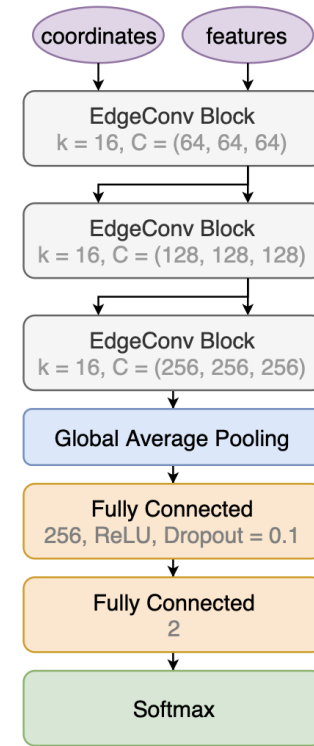 coordinates features
EdgeConv Block
k = 16, C = (64, 64, 64)
EdgeConv Block
k = 16, C = (128, 128, 128)
EdgeConv Block
k = 16, C = (256, 256, 256)
Global Average Pooling
Fully Connected
256, ReLU, Dropout = 0.1
Fully Connected
2
Softmax